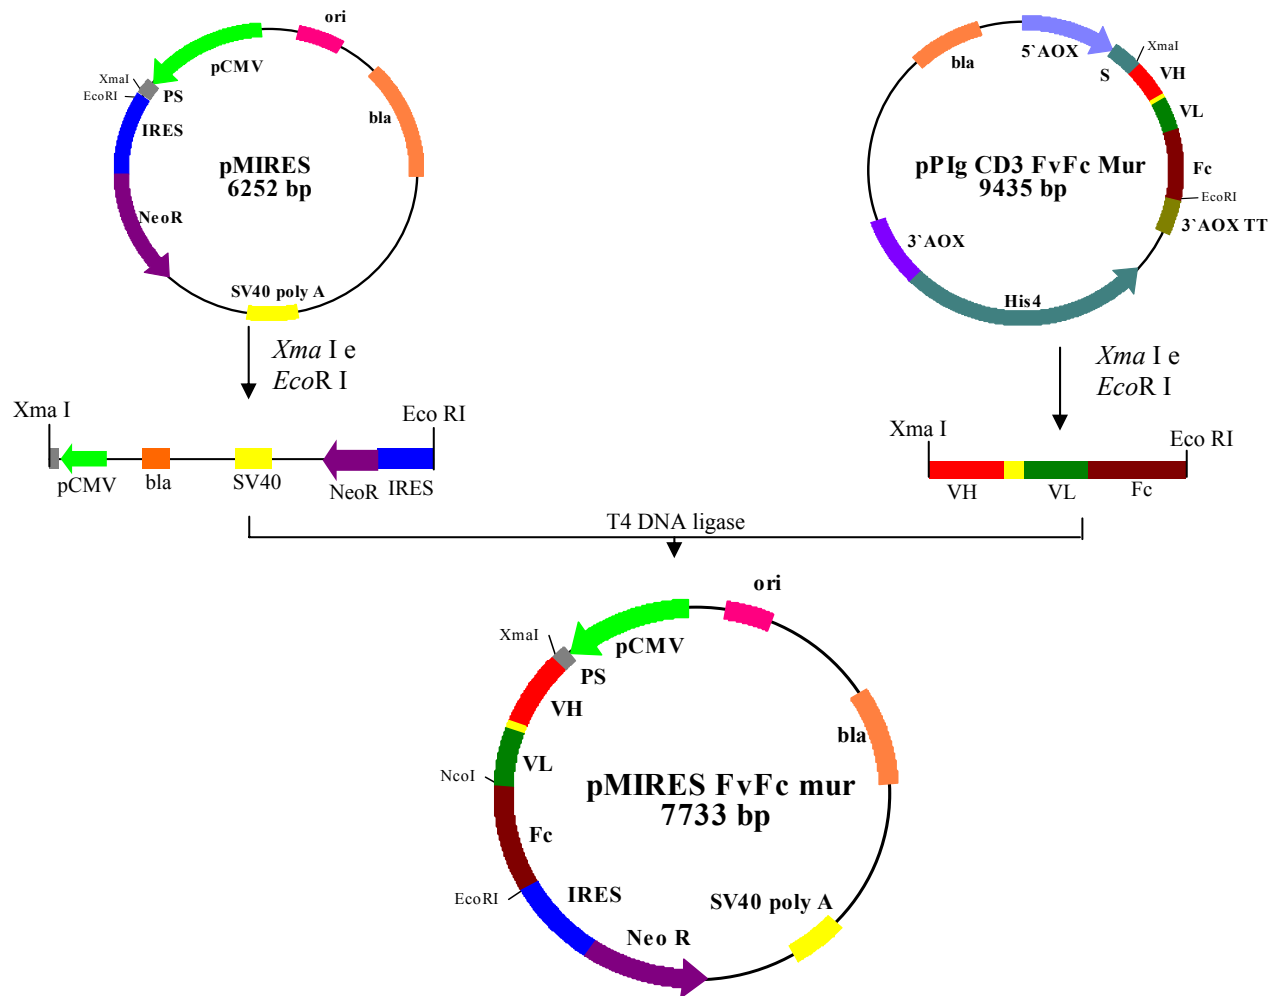 ori
pCMV
XmaI
EcoRI
PS
IRES
bla
pMIRES
6252 bp
NeoR
SV40 poly A
Xma I e
EcoR I
bla
5`AOX
S
XmaI
VH
VL
pPIg CD3 FvFc Mur
9435 bp
Fc
EcoRI
3`AOX TT
3`AOX
His4
Xma I e
EcoR I
Xma I
Eco RI
pCMV
bla
SV40
NeoR
IRES
Xma I
Eco RI
VH
VL
Fc
T4 DNA ligase
ori
XmaI
pCMV
PS
VH
bla
VL
NcoI
pMIRES FvFc mur
7733 bp
Fc
EcoRI
IRES
SV40 poly A
Neo R